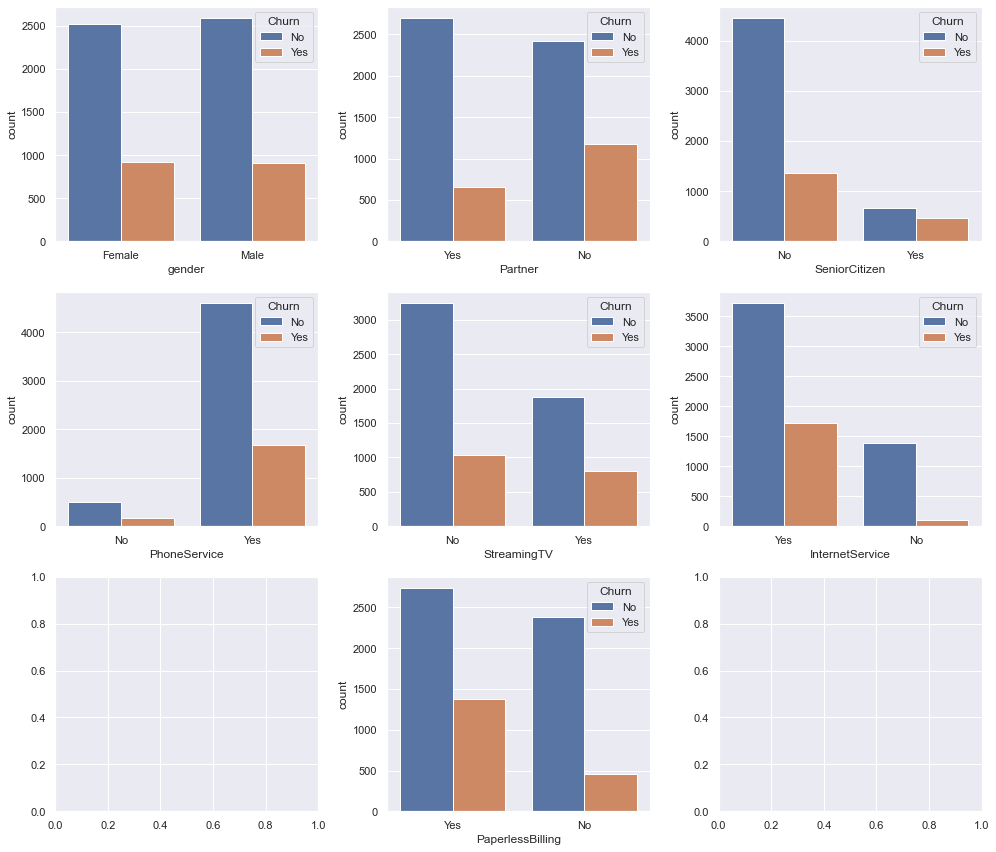 Churn
No
Yes
2500
2000
1500
1000
500
0
count
Female
Male
gender
Churn
No
Yes
2500
2000
1500
1000
500
0
count
Yes
No
Partner
Churn
No
Yes
4000
3000
2000
1000
0
count
No
Yes
SeniorCitizen
Churn
No
Yes
4000
3000
2000
1000
0
count
No
Yes
PhoneService
Churn
No
Yes
3000
2500
2000
1500
1000
500
0
count
No
Yes
StreamingTV
Churn
No
Yes
3500
3000
2500
2000
1500
1000
500
0
count
Yes
No
InternetService
1.0
0.8
0.6
0.4
0.2
0.0
0.0 0.2 0.4 0.6 0.8 1.0
Churn
No
Yes
2500
2000
1500
1000
500
0
count
Yes
No
PaperlessBilling
1.0
0.8
0.6
0.4
0.2
0.0
0.0 0.2 0.4 0.6 0.8 1.0